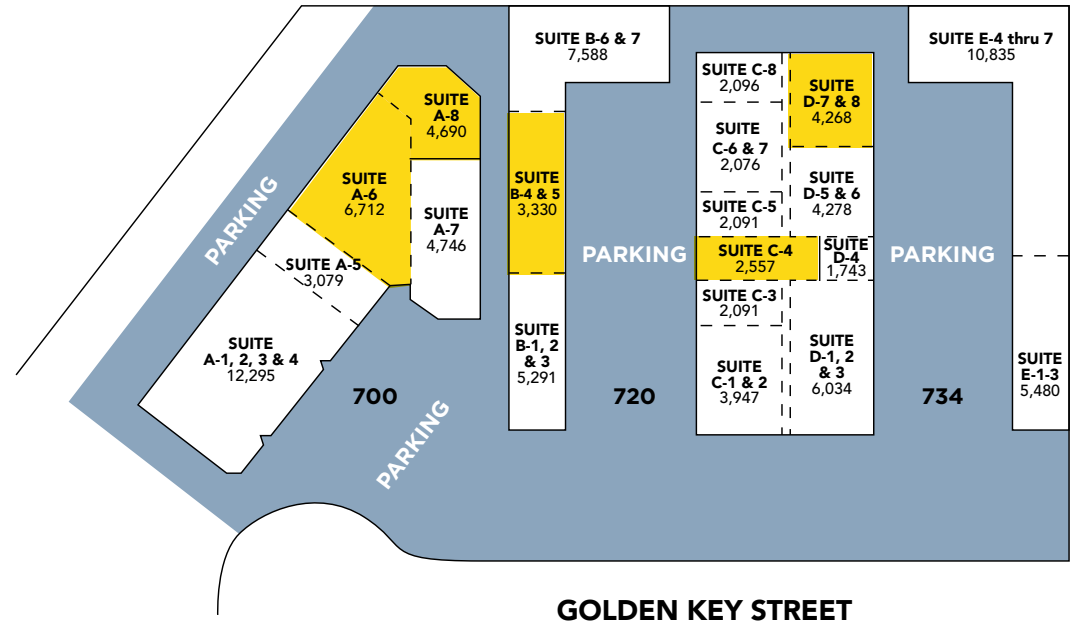 SUITE B-6 & 7
7,588
SUITE E-4 thru 7
10,835
SUITE C-8
2,096
SUITE
D-7 & 8
4,268
SUITE
A-8
4,690
SUITE
C-6 & 7
2,076
SUITE
A-6
6,712
SUITE
B-4 & 5
3,330
SUITE
D-5 & 6
4,278
SUITE
A-7
4,746
SUITE C-5
2,091
PARKING
PARKING
SUITE C-4
2,557
SUITE
D-4
1,743
PARKING
SUITE A-5
3,079
SUITE C-3
2,091
SUITE
A-1, 2, 3 & 4
12,295
SUITE
B-1, 2
& 3
5,291
SUITE
C-1 & 2
3,947
SUITE
D-1, 2
& 3
6,034
SUITE
E-1-3
5,480
700
720
734
PARKING
GOLDEN KEY STREET